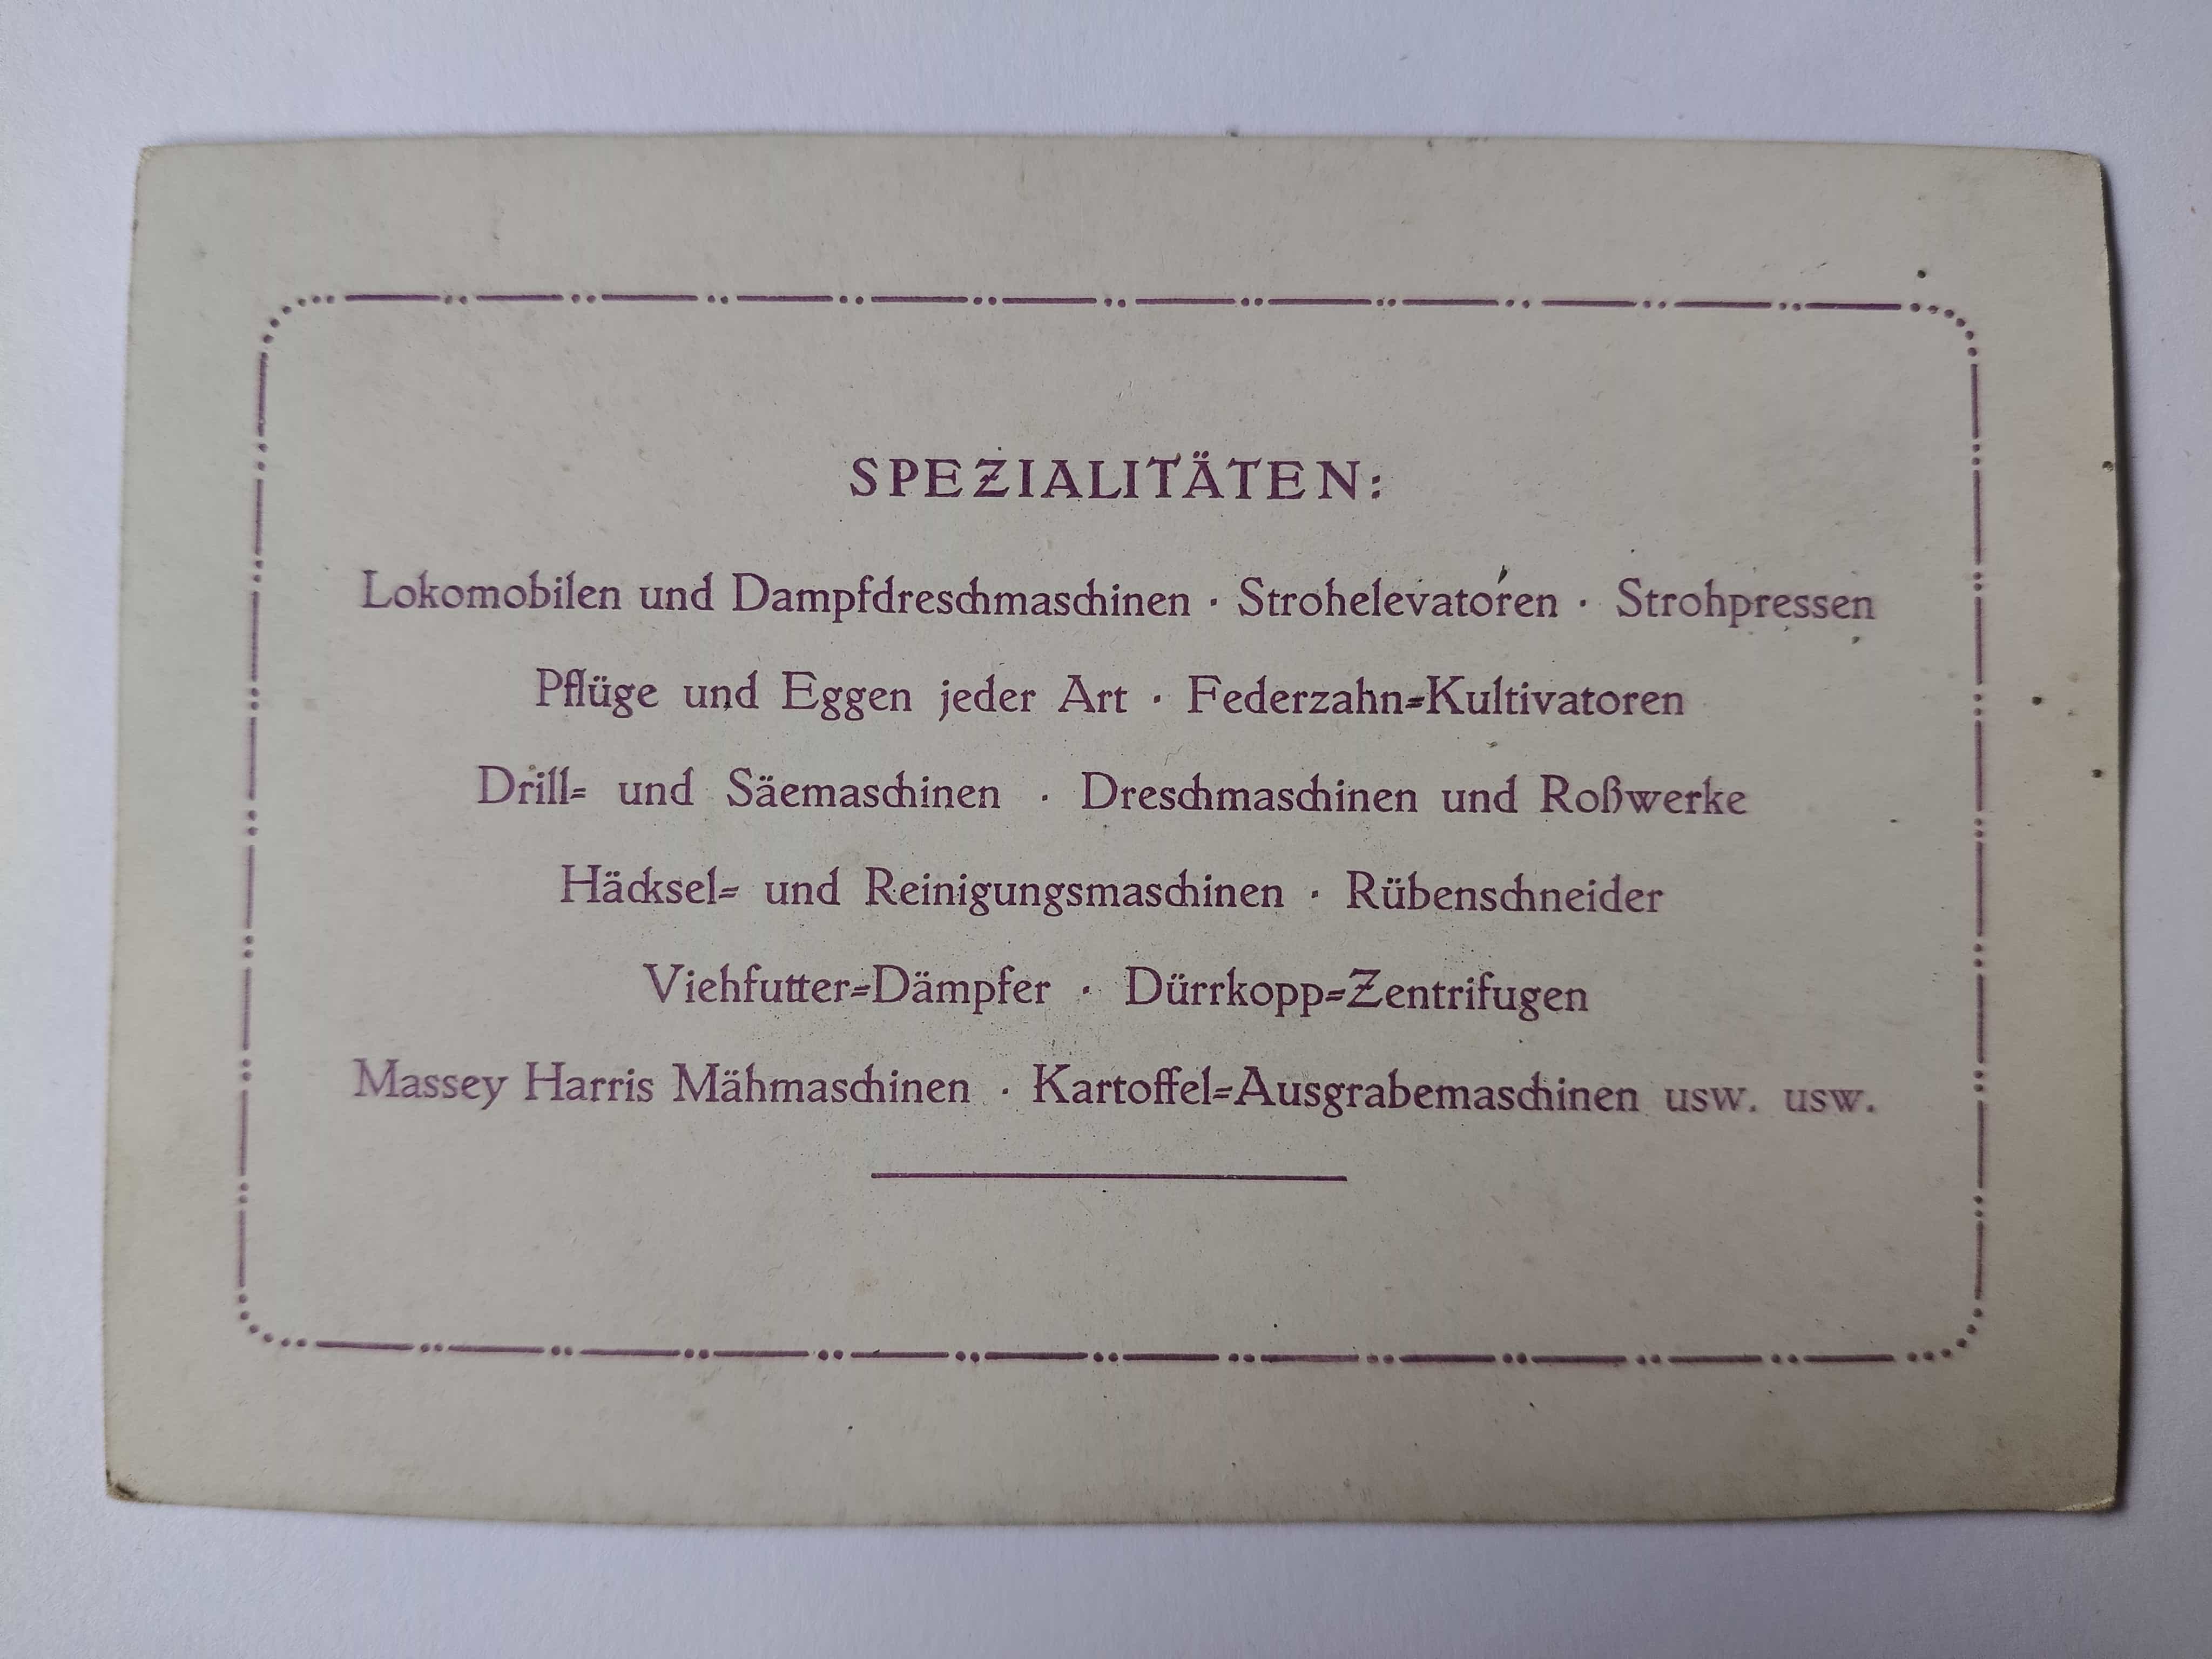 SPEZIALITÄTEN:
Lokomobilen und Dampfdreschmaschinen · Strohelevatoren · Strohpressen
Pflüge und Eggen jeder Art · Federzahn=Kultivatoren
Drill= und Säemaschinen · Dreschmaschinen und Roßwerke
Häcksel= und Reinigungsmaschinen · Rübenschneider
Viehfutter=Dämpfer · Dürrkopp=Zentrifugen
Massey Harris Mähmaschinen · Kartoffel=Ausgrabemaschinen usw. usw.